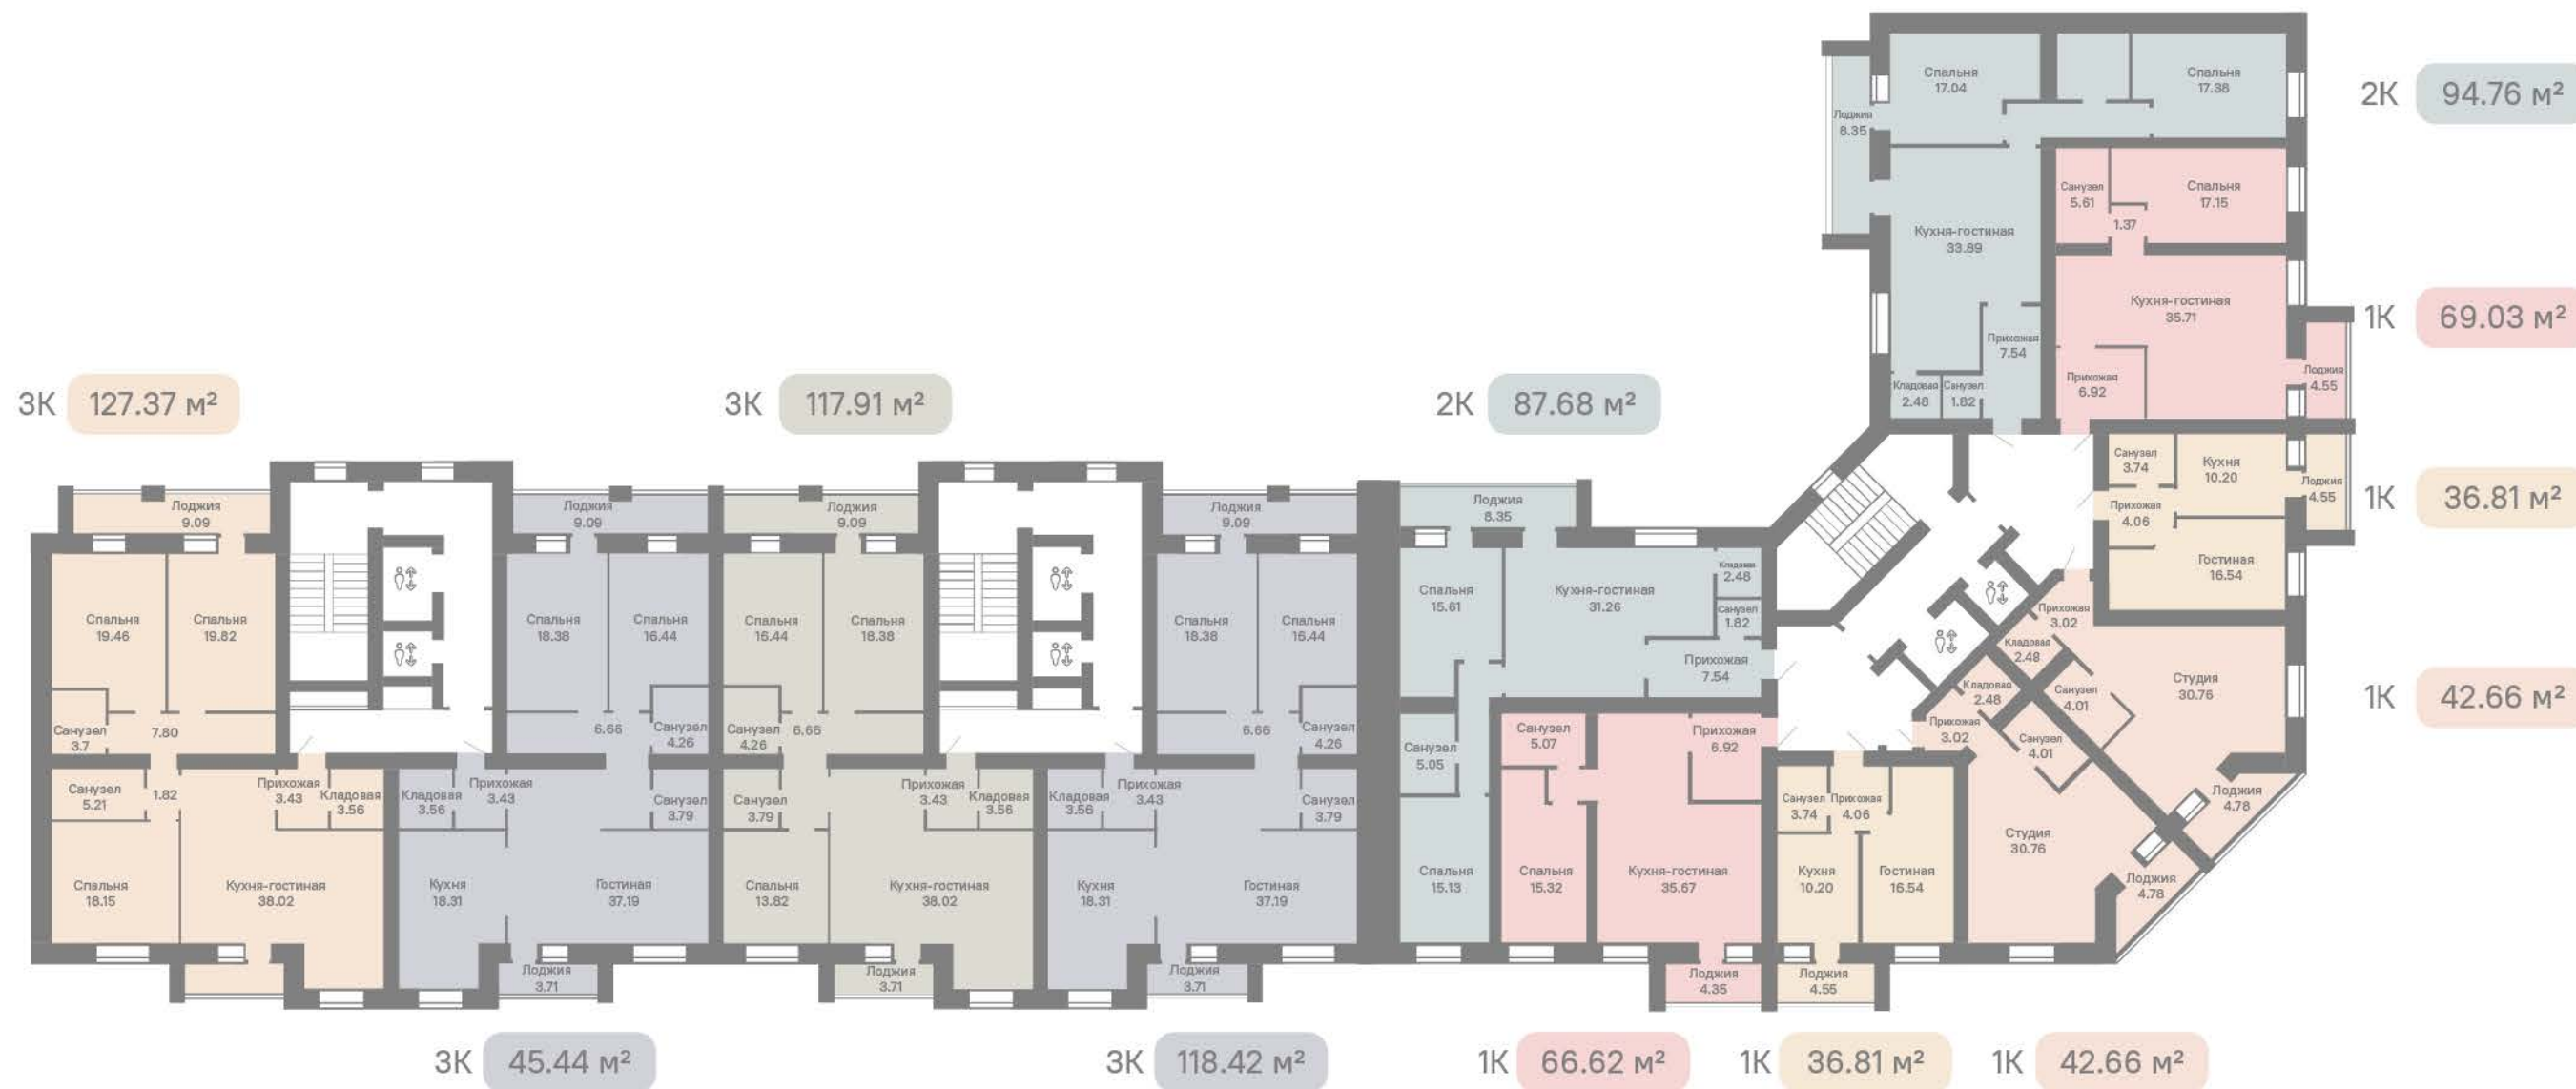 2К 94.76 м²
Спальня
17.04
Спальня
17.38
Лоджия
8.35
Санузел
5.61
Спальня
17.15
1.37
Кухня-гостиная
33.89
Кухня-гостиная
35.71
1К 69.03 м²
Прихожая
7.54
Прихожая
6.92
Лоджия
4.55
Кладовая
2.48
Санузел
1.82
3К 127.37 м²
3К 117.91 м²
2К 87.68 м²
Санузел
3.74
Кухня
10.20
Лоджия
4.55
1К 36.81 м²
Прихожая
4.06
Гостиная
16.54
Лоджия
9.09
Лоджия
9.09
Лоджия
9.09
Лоджия
9.09
Лоджия
8.35
Спальня
19.46
Спальня
19.82
Спальня
18.38
Спальня
16.44
Спальня
16.44
Спальня
18.38
Спальня
18.38
Спальня
16.44
Спальня
15.61
Кухня-гостиная
31.26
Кладовая
2.48
Санузел
1.82
Прихожая
7.54
Прихожая
3.02
Кладовая
2.48
Студия
30.76
1К 42.66 м²
Санузел
4.01
Кладовая
2.48
Прихожая
3.02
Санузел
4.01
Студия
30.76
Лоджия
4.78
Лоджия
4.78
Санузел
3.7
7.80
6.66
Санузел
4.26
Санузел
4.26
6.66
6.66
Санузел
4.26
Санузел
5.05
Санузел
5.07
Прихожая
6.92
Санузел
5.21
1.82
Прихожая
3.43
Кладовая
3.56
Кладовая
3.56
Прихожая
3.43
Санузел
3.79
Санузел
3.79
Прихожая
3.43
Кладовая
3.56
Кладовая
3.56
Прихожая
3.43
Санузел
3.79
Санузел
3.74
Прихожая
4.06
Спальня
18.15
Кухня-гостиная
38.02
Кухня
18.31
Гостиная
37.19
Спальня
13.82
Кухня-гостиная
38.02
Кухня
18.31
Гостиная
37.19
Спальня
15.13
Спальня
15.32
Кухня-гостиная
35.67
Кухня
10.20
Гостиная
16.54
Лоджия
3.71
Лоджия
3.71
Лоджия
3.71
Лоджия
4.35
Лоджия
4.55
3К 45.44 м²
3К 118.42 м²
1К 66.62 м²
1К 36.81 м²
1К 42.66 м²